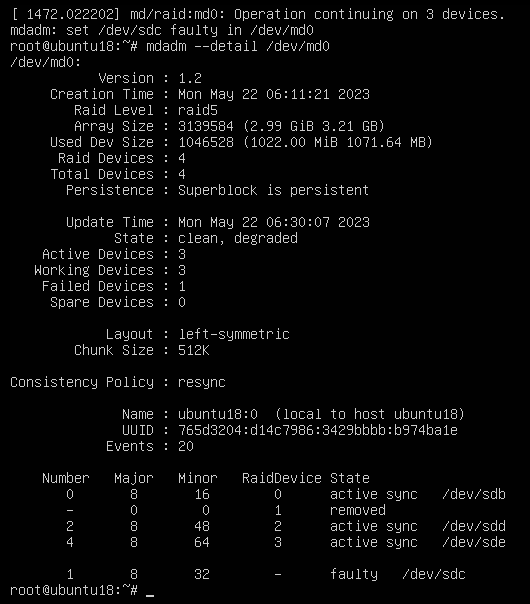 [ 1472.022202] md/raid:md0: Operation continuing on 3 devices.
mdadm: set /dev/sdc faulty in /dev/md0
root@ubuntu18:~# mdadm --detail /dev/md0
/dev/md0:
Version : 1.2
Creation Time : Mon May 22 06:11:21 2023
Raid Level : raid5
Array Size : 3139584 (2.99 GiB 3.21 GB)
Used Dev Size : 1046528 (1022.00 MiB 1071.64 MB)
Raid Devices : 4
Total Devices : 4
Persistence : Superblock is persistent
Update Time : Mon May 22 06:30:07 2023
State : clean, degraded
Active Devices : 3
Working Devices : 3
Failed Devices : 1
Spare Devices : 0
Layout : left-symmetric
Chunk Size : 512K
Consistency Policy : resync
Name : ubuntu18:0  (local to host ubuntu18)
UUID : 765d3204:d14c7986:3429bbbb:b974ba1e
Events : 20
Number   Major   Minor   RaidDevice State
0       8       16        0      active sync   /dev/sdb
-       0        0        1      removed
2       8       48        2      active sync   /dev/sdd
4       8       64        3      active sync   /dev/sde
1       8       32        -      faulty   /dev/sdc
root@ubuntu18:~# _